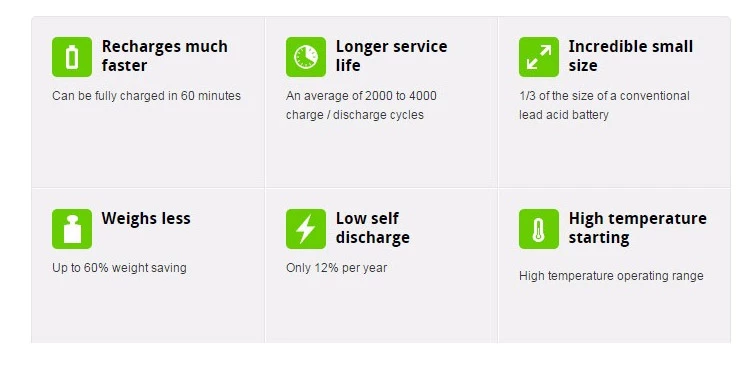 Recharges much
faster
Can be fully charged in 60 minutes
Longer service
life
An average of 2000 to 4000
charge / discharge cycles
Incredible small
size
1/3 of the size of a conventional
lead acid battery
Weighs less
Up to 60% weight saving
Low self
discharge
Only 12% per year
High temperature
starting
High temperature operating range